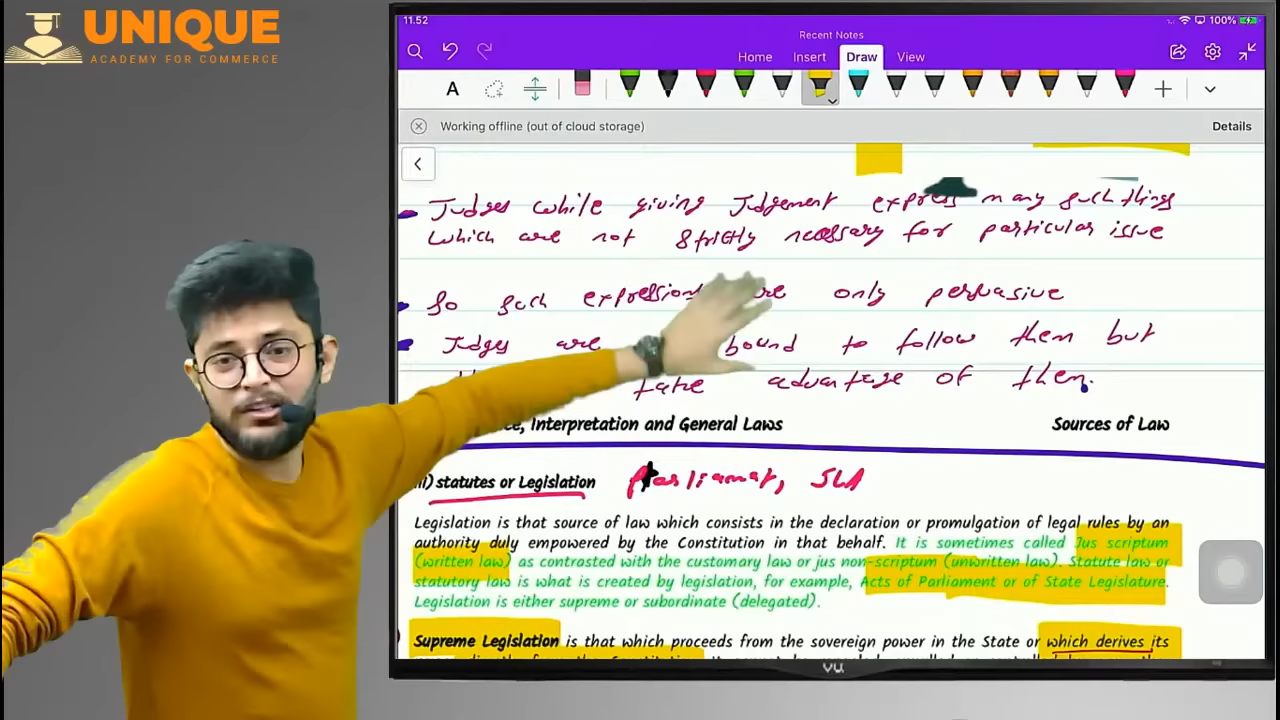 UNIQUE
ACADEMY FOR COMMERCE
11.52
100%
Recent Notes
Home Insert Draw View
A
Working offline (out of cloud storage)
Details
Judges while giving Judgement express many such things
which are not strictly necessary for particular issue
So such expressions are only persuasive
Judges are bound to follow them but
take advantage of them.
, Interpretation and General Laws
Sources of Law
statutes or Legislation
Parliamat, SLA
Legislation is that source of law which consists in the declaration or promulgation of legal rules by an
authority duly empowered by the Constitution in that behalf. It is sometimes called Jus scriptum
(written law) as contrasted with the customary law or jus non-scriptum (unwritten law). Statute law or
statutory law is what is created by legislation, for example, Acts of Parliament or of State Legislature.
Legislation is either supreme or subordinate (delegated).
Supreme Legislation is that which proceeds from the sovereign power in the State or which derives its
VU